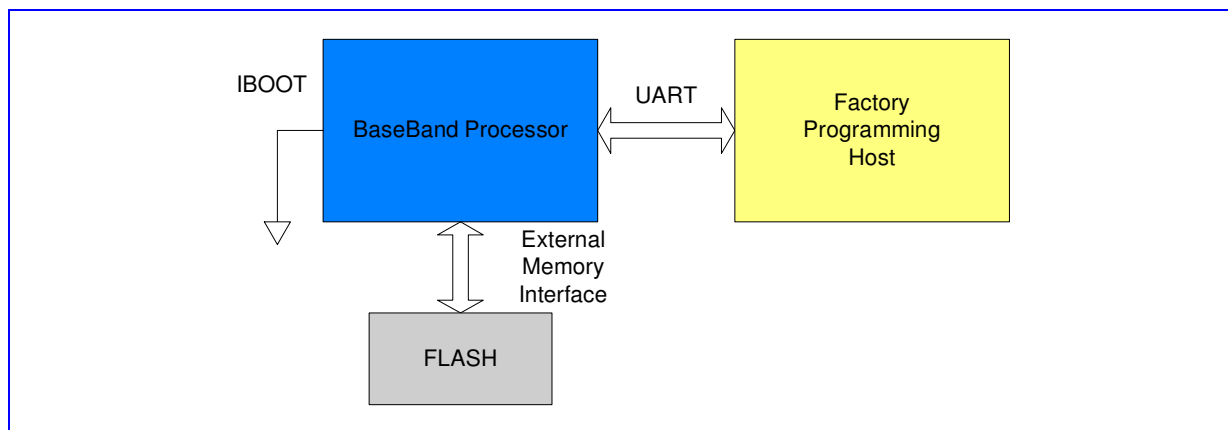 IBOOT
BaseBand Processor
UART
Factory
Programming
Host
External
Memory
Interface
FLASH